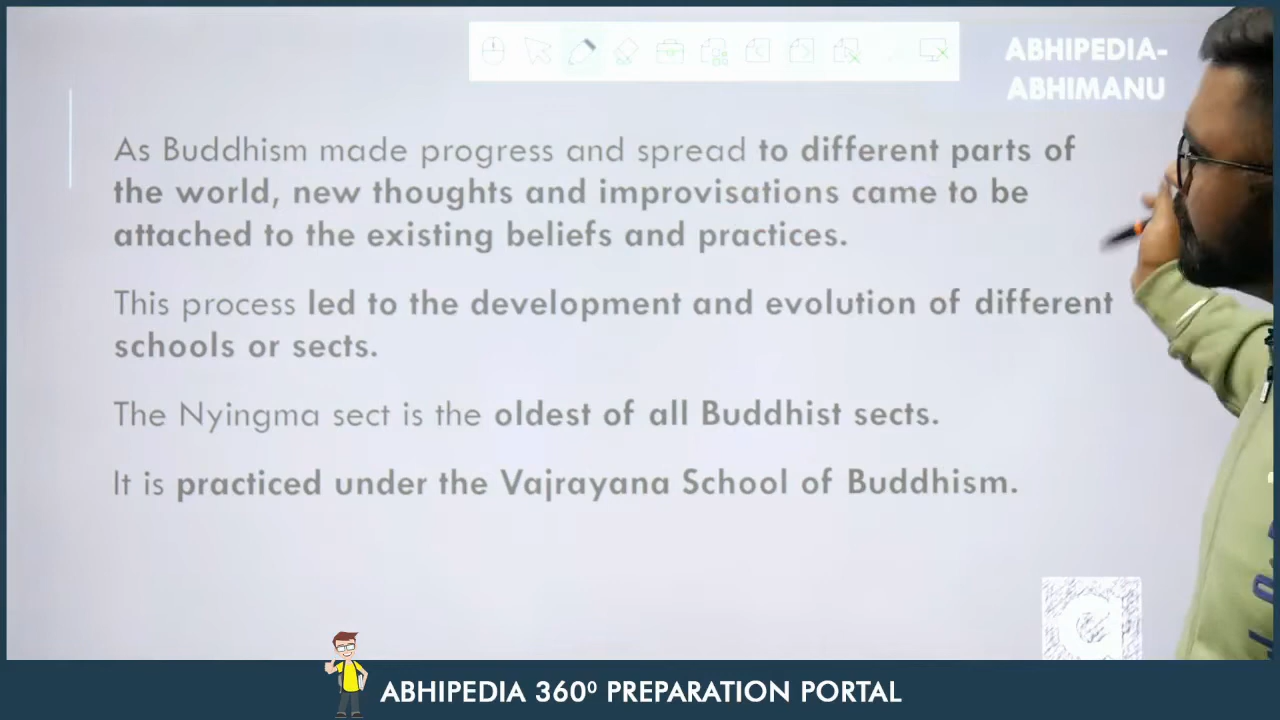 ABHIPEDIA-
ABHIMANU
As Buddhism made progress and spread to different parts of
the world, new thoughts and improvisations came to be
attached to the existing beliefs and practices.
This process led to the development and evolution of different
schools or sects.
The Nyingma sect is the oldest of all Buddhist sects.
It is practiced under the Vajrayana School of Buddhism.
ABHIPEDIA 360⁰ PREPARATION PORTAL